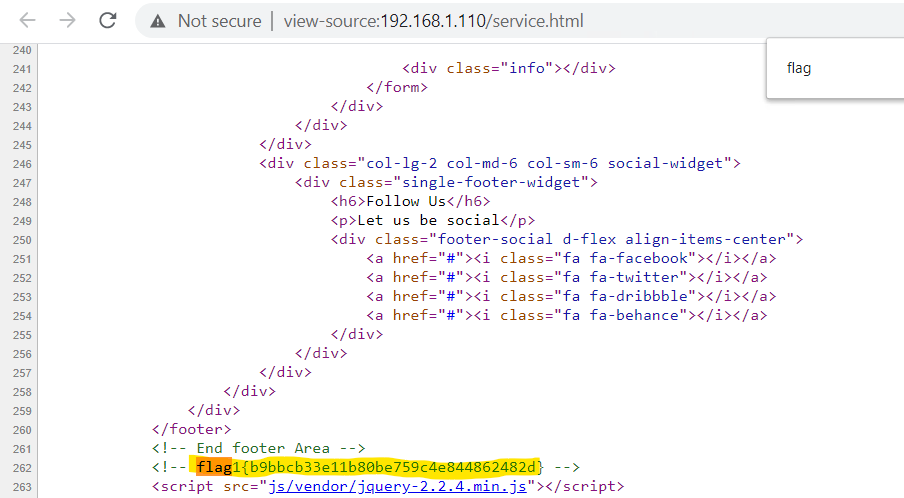 Not secure | view-source:192.168.1.110/service.html
flag
240
241 <div class="info"></div>
242 </form>
243 </div>
244 </div>
245 </div>
246 <div class="col-lg-2 col-md-6 col-sm-6 social-widget">
247 <div class="single-footer-widget">
248 <h6>Follow Us</h6>
249 <p>Let us be social</p>
250 <div class="footer-social d-flex align-items-center">
251 <a href="#"><i class="fa fa-facebook"></i></a>
252 <a href="#"><i class="fa fa-twitter"></i></a>
253 <a href="#"><i class="fa fa-dribbble"></i></a>
254 <a href="#"><i class="fa fa-behance"></i></a>
255 </div>
256 </div>
257 </div>
258 </div>
259 </div>
260 </footer>
261 <!-- End footer Area -->
262 <!-- flag1{b9bbcb33e11b80be759c4e844862482d} -->
263 <script src="js/vendor/jquery-2.2.4.min.js"></script>